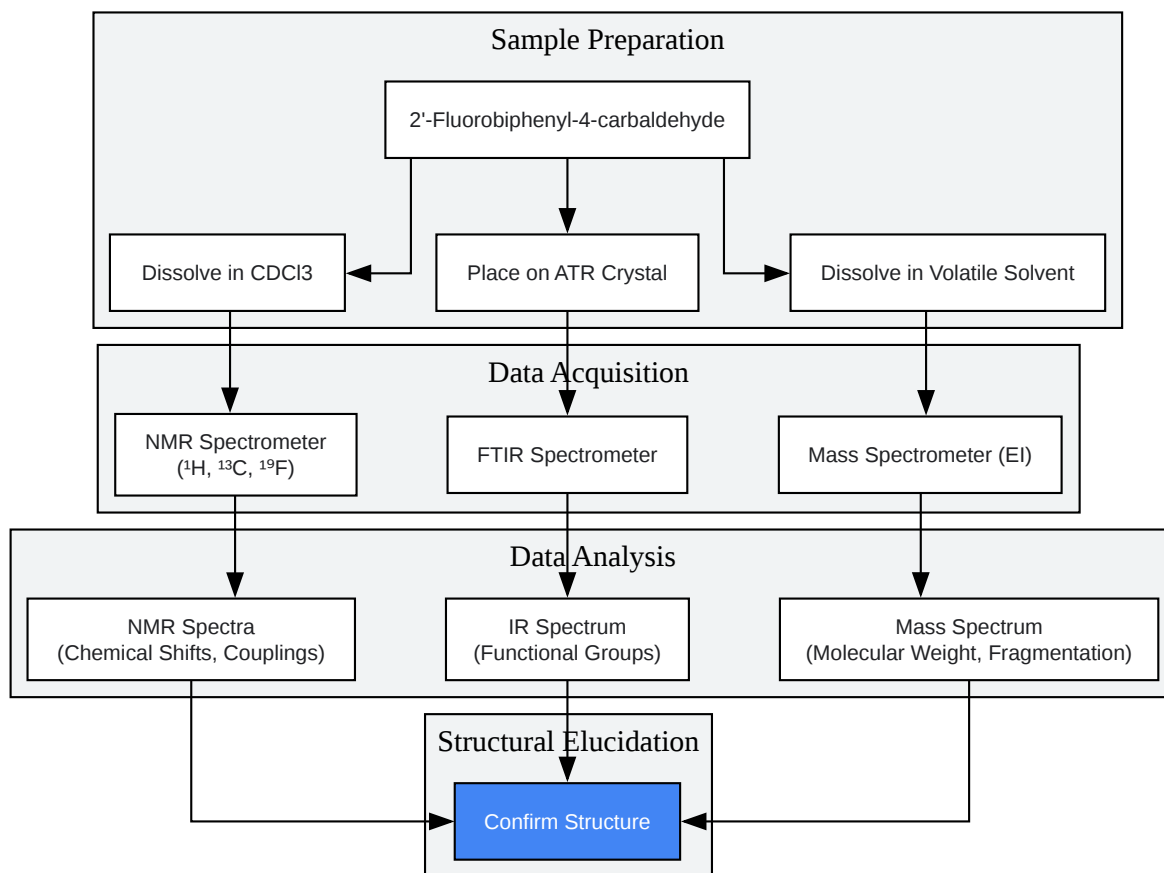 Sample Preparation
2'-Fluorobiphenyl-4-carbaldehyde
Dissolve in CDCl3
Place on ATR Crystal
Dissolve in Volatile Solvent
Data Acquisition
NMR Spectrometer
(¹H, ¹³C, ¹⁹F)
FTIR Spectrometer
Mass Spectrometer (EI)
Data Analysis
NMR Spectra
(Chemical Shifts, Couplings)
IR Spectrum
(Functional Groups)
Mass Spectrum
(Molecular Weight, Fragmentation)
Structural Elucidation
Confirm Structure